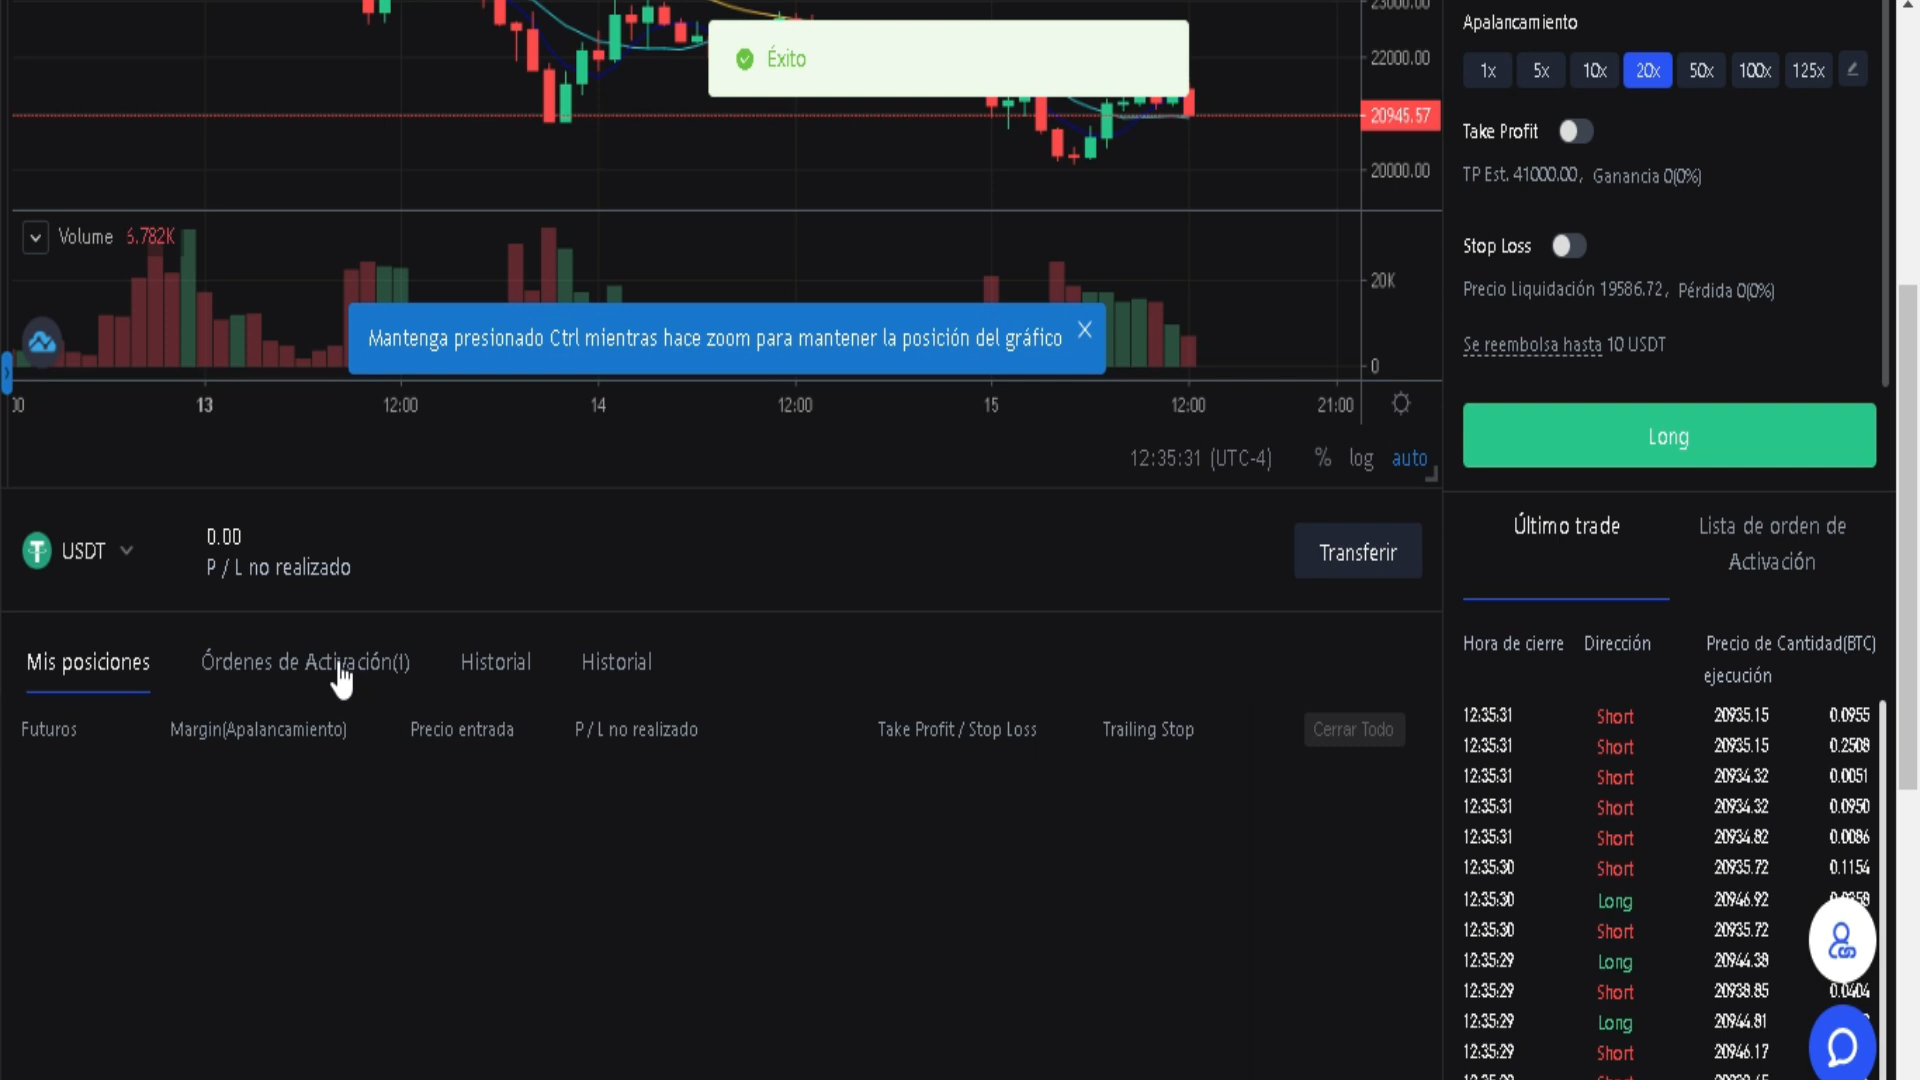 23000.00
22000.00
20945.57
20000.00
Éxito
Volume 6.782K
20K
0
Mantenga presionado Ctrl mientras hace zoom para mantener la posición del gráfico
13
12:00
14
12:00
15
12:00
21:00
12:35:31 (UTC-4)
%
log
auto
USDT
0.00
P / L no realizado
Transferir
Mis posiciones
Órdenes de Activación(1)
Historial
Historial
Futuros
Margin(Apalancamiento)
Precio entrada
P / L no realizado
Take Profit / Stop Loss
Trailing Stop
Cerrar Todo
Apalancamiento
1x
5x
10x
20x
50x
100x
125x
Take Profit
TP Est. 41000.00, Ganancia 0(0%)
Stop Loss
Precio Liquidación 19586.72, Pérdida 0(0%)
Se reembolsa hasta 10 USDT
Long
Último trade
Lista de orden de
Activación
Hora de cierre Dirección Precio de Cantidad(BTC)
ejecución
12:35:31 Short 20935.15 0.0955
12:35:31 Short 20935.15 0.2508
12:35:31 Short 20934.32 0.0051
12:35:31 Short 20934.32 0.0950
12:35:31 Short 20934.82 0.0086
12:35:30 Short 20935.72 0.1154
12:35:30 Long 20946.92
12:35:30 Short 20935.72
12:35:29 Long 20944.38
12:35:29 Short 20938.85 0.0404
12:35:29 Long 20944.81
12:35:29 Short 20946.17